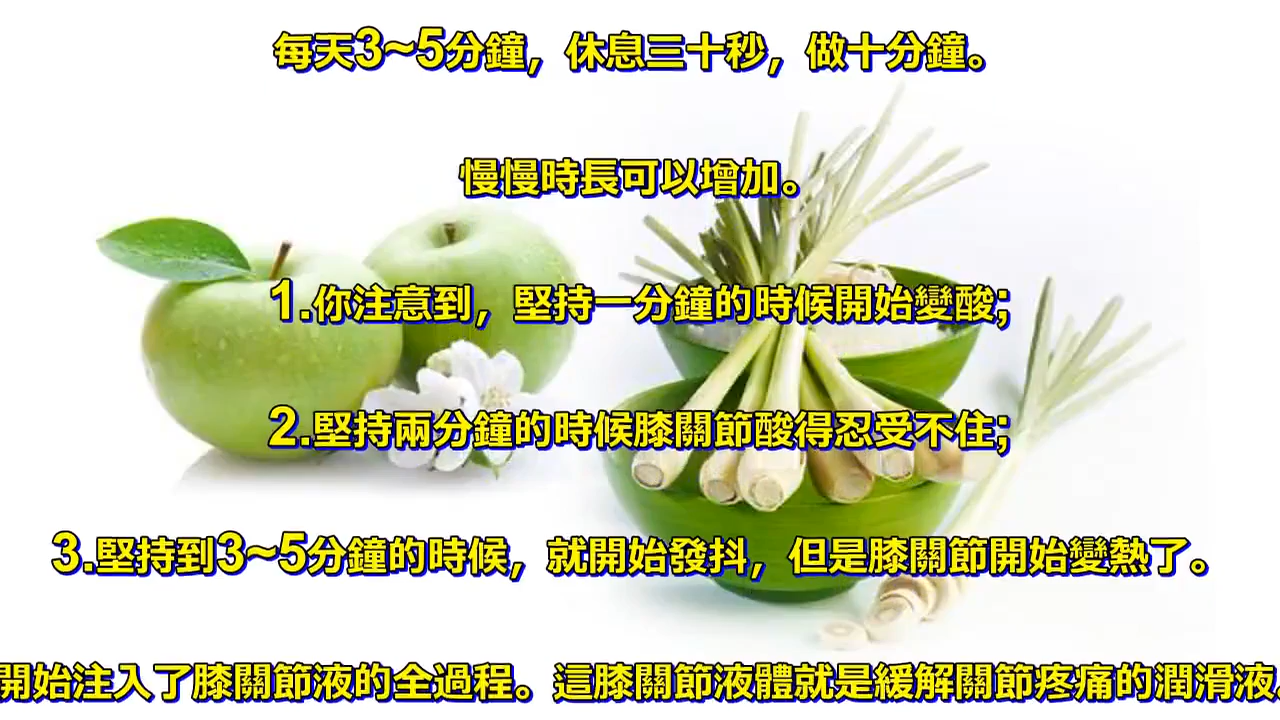 每天3~5分鐘，休息三十秒，做十分鐘。
慢慢時長可以增加。
1.你注意到，堅持一分鐘的時候開始變酸;
2.堅持兩分鐘的時候膝關節酸得忍受不住;
3.堅持到3~5分鐘的時候，就開始發抖，但是膝關節開始變熱了。
開始注入了膝關節液的全過程。這膝關節液體就是緩解關節疼痛的潤滑液.